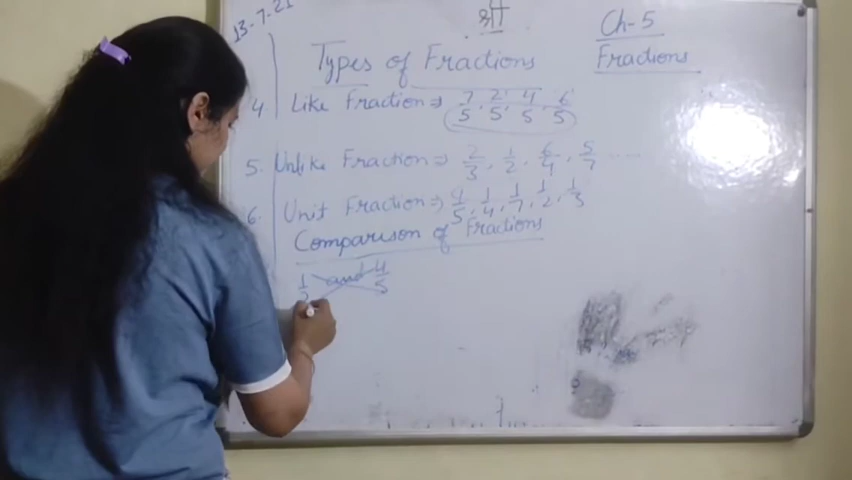 13-7-21
श्री
Ch-5
Fractions
Types of Fractions
4 Like Fraction ⇒ 7/5, 2/5, 4/5, 6/5
5. Unlike Fraction ⇒ 2/3, 1/2, 6/4, 5/7 ....
6. Unit Fraction ⇒ 1/5, 1/4, 1/7, 1/2, 1/3
Comparison of Fractions
1/2 and 4/5